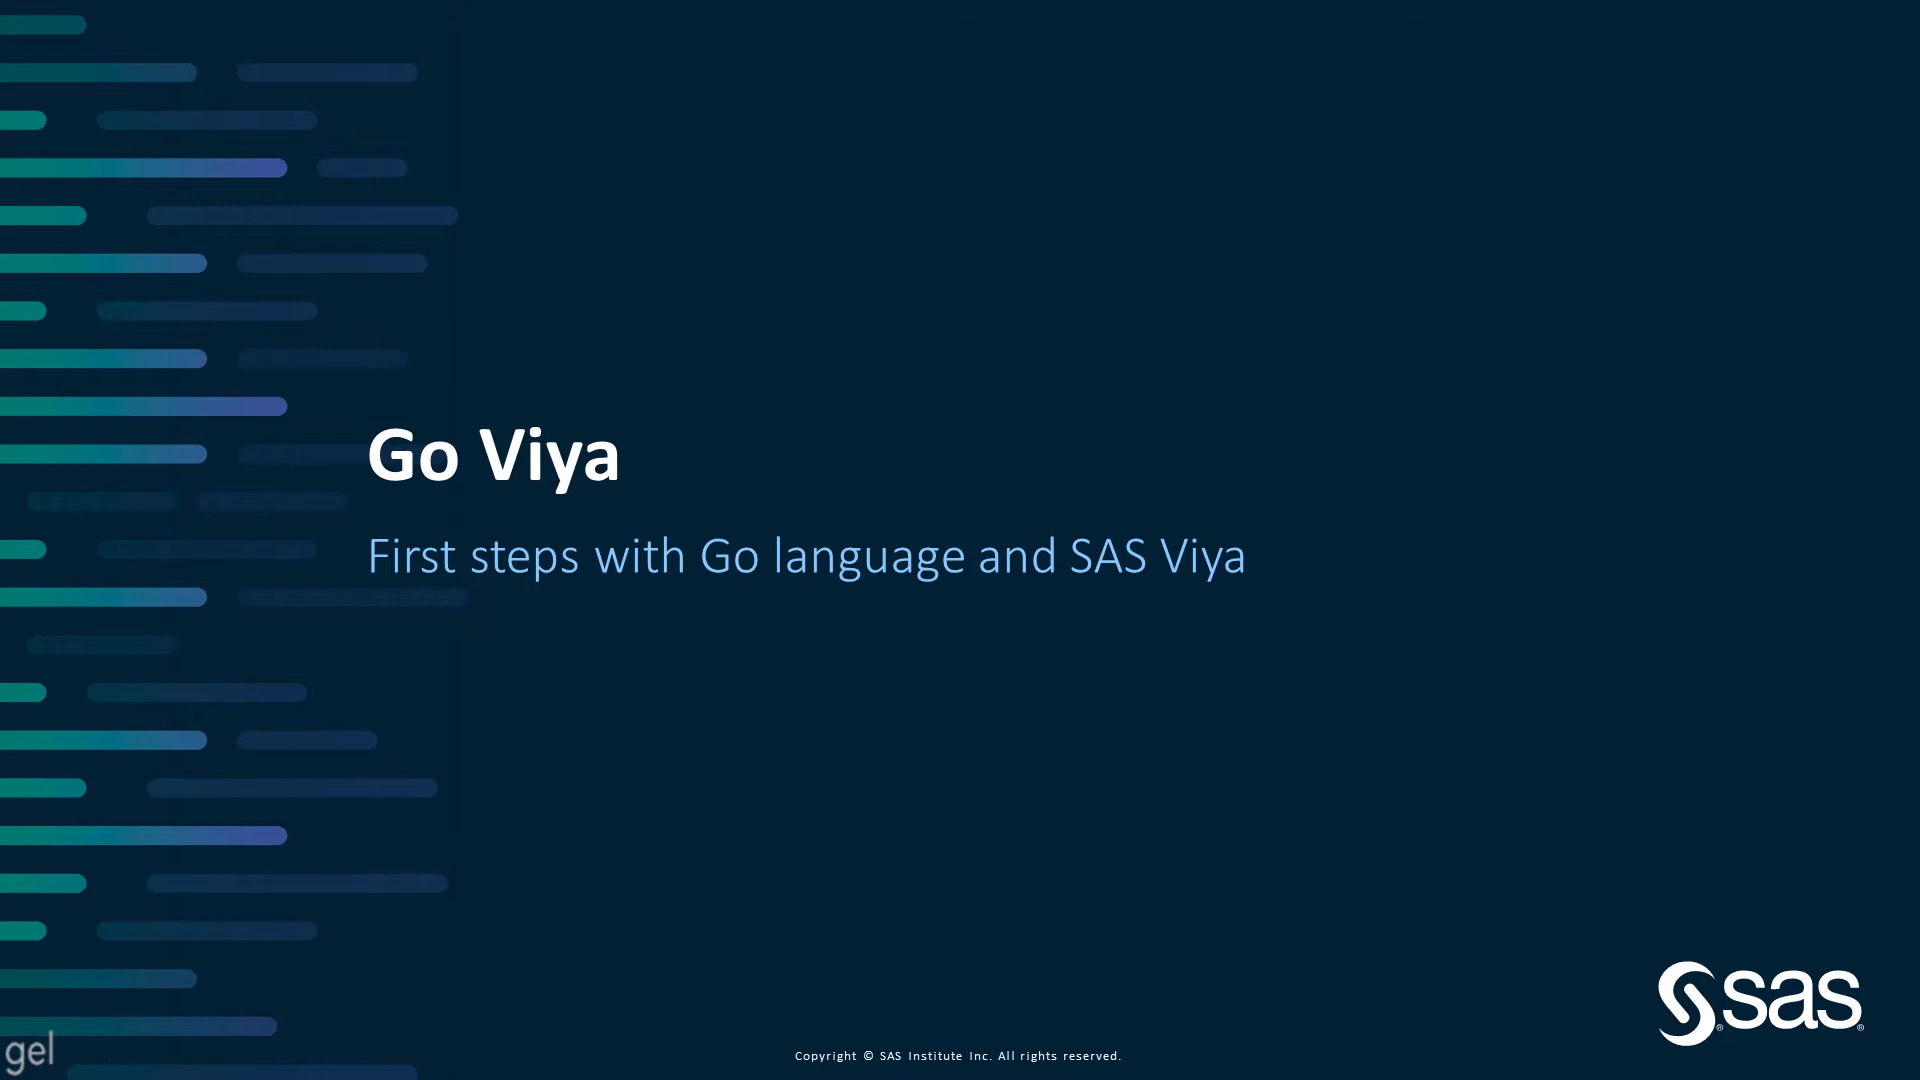 Go Viya
First steps with Go language and SAS Viya
sas
gel
Copyright © SAS Institute Inc. All rights reserved.